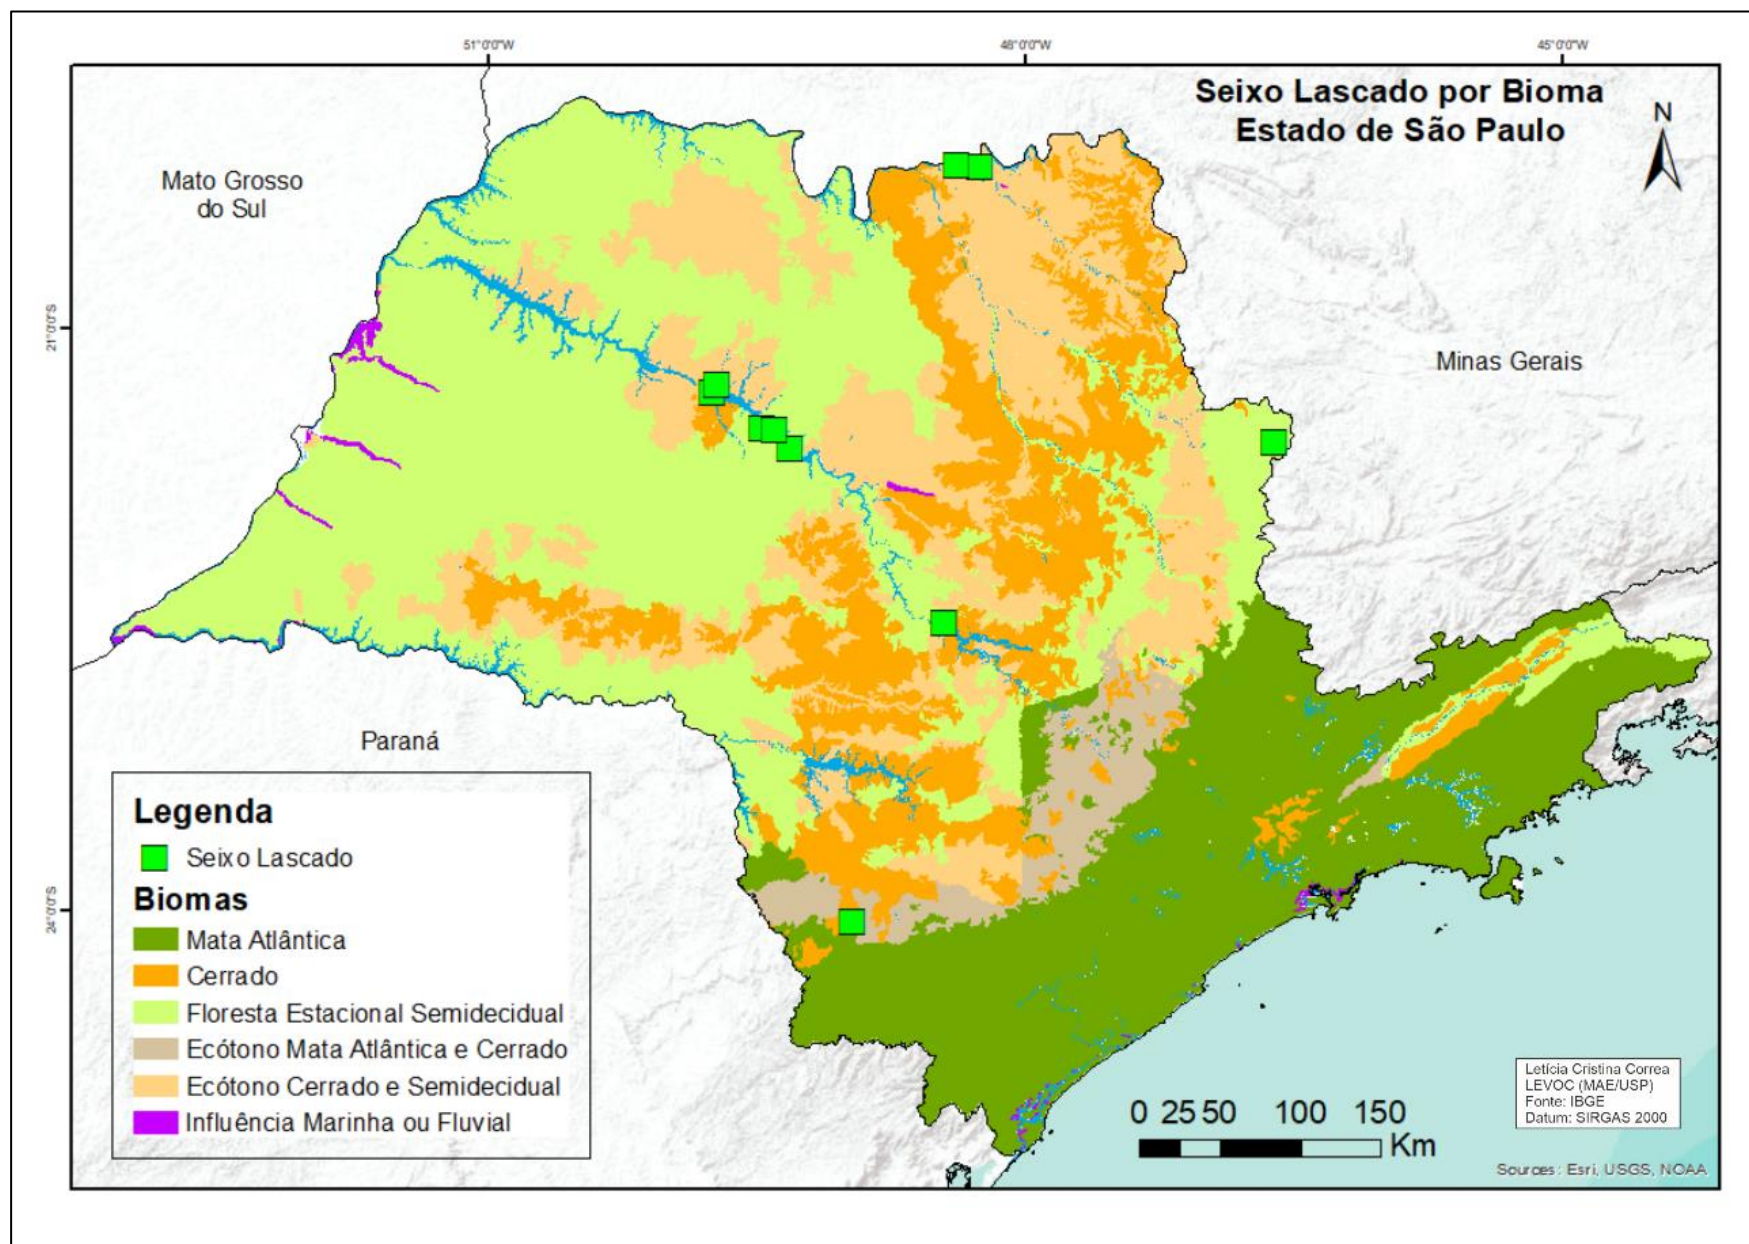 51°0'0"W
48°0'0"W
45°0'0"W
Seixo Lascado por Bioma
Estado de São Paulo
N
Mato Grosso
do Sul
21°0'0"S
Minas Gerais
Paraná
Legenda
Seixo Lascado
Biomas
24°0'0"S
Mata Atlântica
Cerrado
Floresta Estacional Semidecidual
Ecótono Mata Atlântica e Cerrado
Ecótono Cerrado e Semidecidual
Influência Marinha ou Fluvial
0 25 50 100 150
Km
Letícia Cristina Correa
LEVOC (MAE/USP)
Fonte: IBGE
Datum: SIRGAS 2000
Sources: Esri, USGS, NOAA